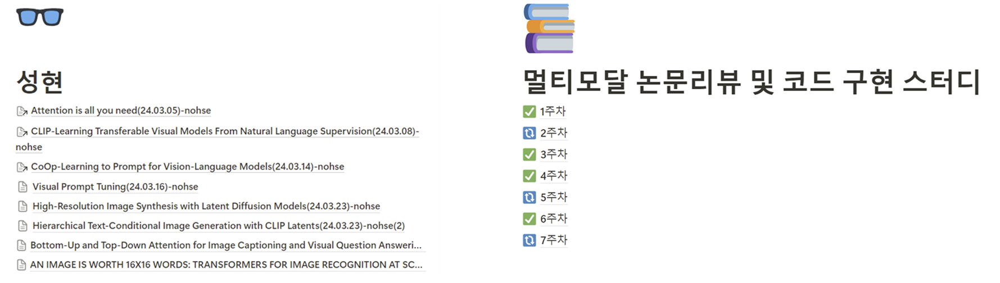 성현
Attention is all you need(24.03.05)-nohse
CLIP-Learning Transferable Visual Models From Natural Language Supervision(24.03.08)-
nohse
CoOp-Learning to Prompt for Vision-Language Models(24.03.14)-nohse
Visual Prompt Tuning(24.03.16)-nohse
High-Resolution Image Synthesis with Latent Diffusion Models(24.03.23)-nohse
Hierarchical Text-Conditional Image Generation with CLIP Latents(24.03.23)-nohse(2)
Bottom-Up and Top-Down Attention for Image Captioning and Visual Question Answeri...
AN IMAGE IS WORTH 16X16 WORDS: TRANSFORMERS FOR IMAGE RECOGNITION AT SC...
멀티모달 논문리뷰 및 코드 구현 스터디
1주차
2주차
3주차
4주차
5주차
6주차
7주차